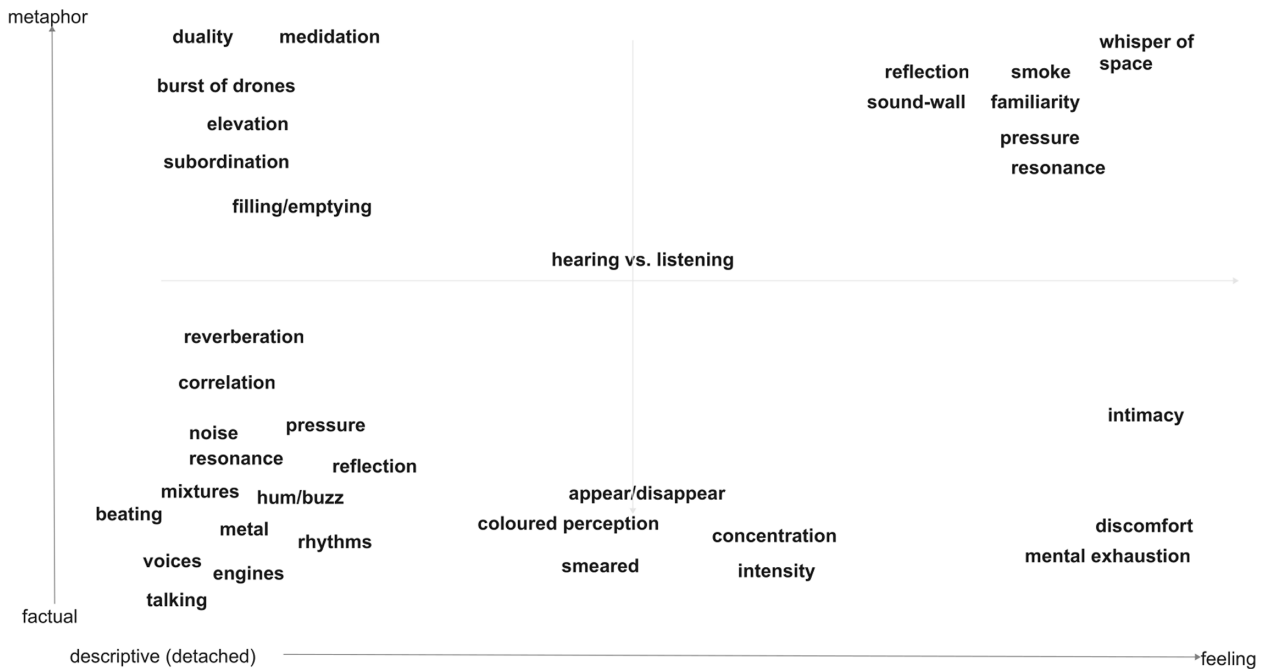 metaphor
duality
medidation
whisper of
space
reflection
smoke
burst of drones
sound-wall
familiarity
elevation
pressure
subordination
resonance
filling/emptying
hearing vs. listening
reverberation
correlation
intimacy
noise
pressure
resonance
reflection
mixtures
hum/buzz
appear/disappear
beating
coloured perception
metal
concentration
discomfort
rhythms
mental exhaustion
voices
engines
smeared
intensity
talking
factual
descriptive (detached)
feeling